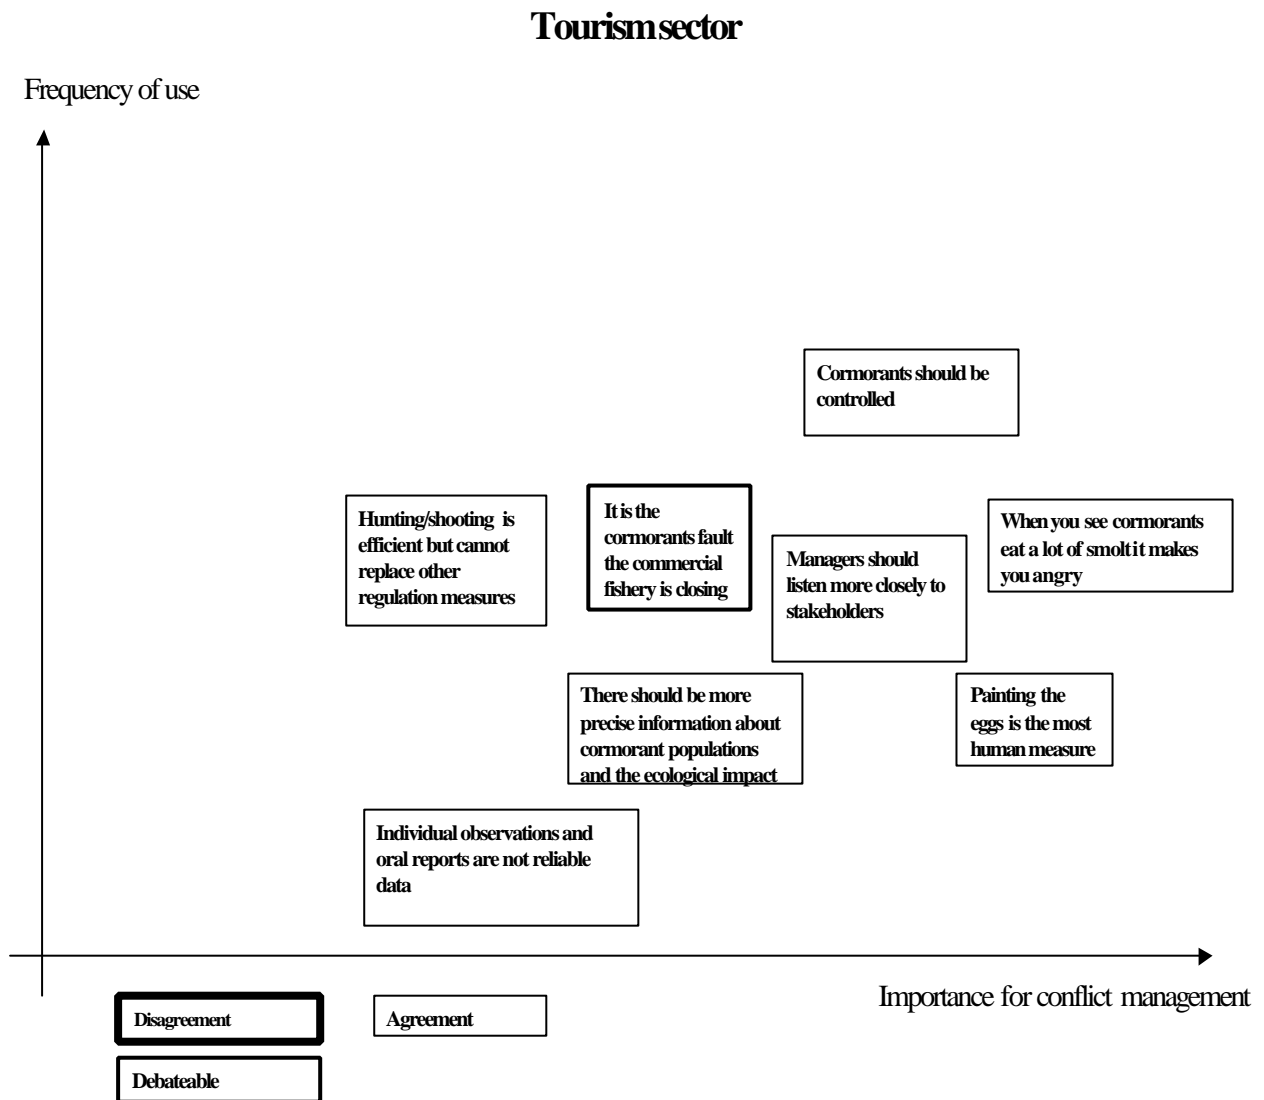 Tourism sector
Frequency of use
Cormorants should be
controlled
Hunting/shooting is
efficient but cannot
replace other
regulation measures
It is the
cormorants fault
the commercial
fishery is closing
Managers should
listen more closely to
stakeholders
When you see cormorants
eat a lot of smolt it makes
you angry
There should be more
precise information about
cormorant populations
and the ecological impact
Painting the
eggs is the most
human measure
Individual observations and
oral reports are not reliable
data
Importance for conflict management
Disagreement
Agreement
Debateable